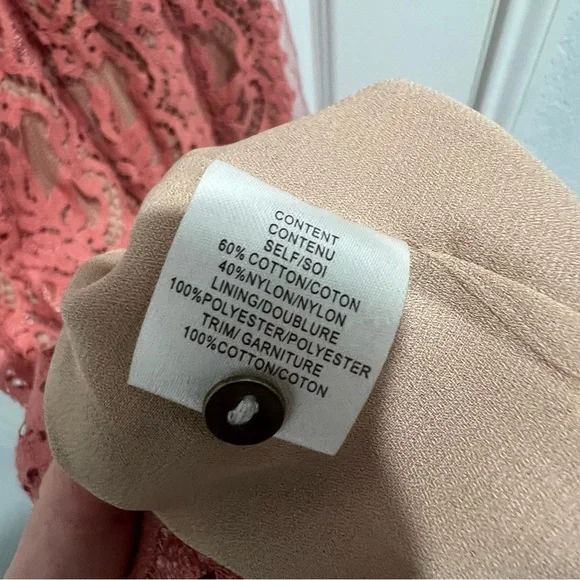 CONTENT
CONTENU
SELF/SOI
60% COTTON/COTON
40%NYLON/NYLON
LINING/DOUBLURE
100%POLYESTER/POLYESTER
TRIM/ GARNITURE
100%COTTON/COTON